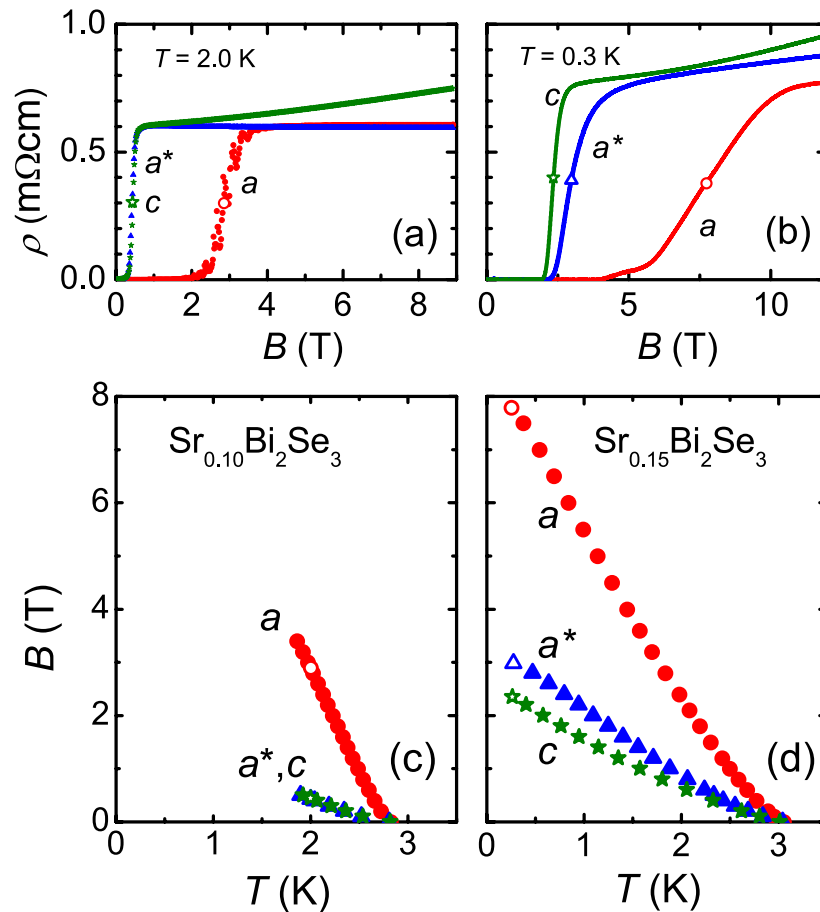 1.0
0.5
0.0
ρ (mΩcm)
T = 2.0 K
a*
c
a
(a)
0 2 4 6 8
B (T)
T = 0.3 K
c
a*
a
(b)
0 5 10
B (T)
8
6
4
2
0
B (T)
Sr0.10Bi2Se3
a
a*,c
(c)
0 1 2 3
T (K)
Sr0.15Bi2Se3
a
a*
c
(d)
0 1 2 3
T (K)